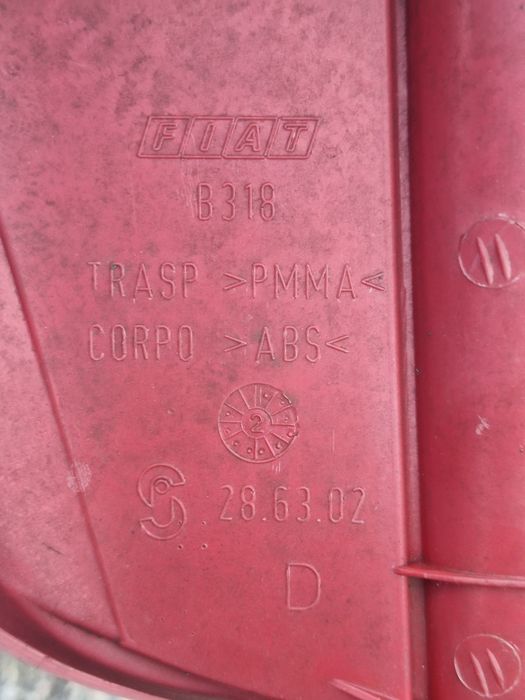 FIAT
B318
TRASP >PMMA<
CORPO >ABS<
2
28.63.02
D